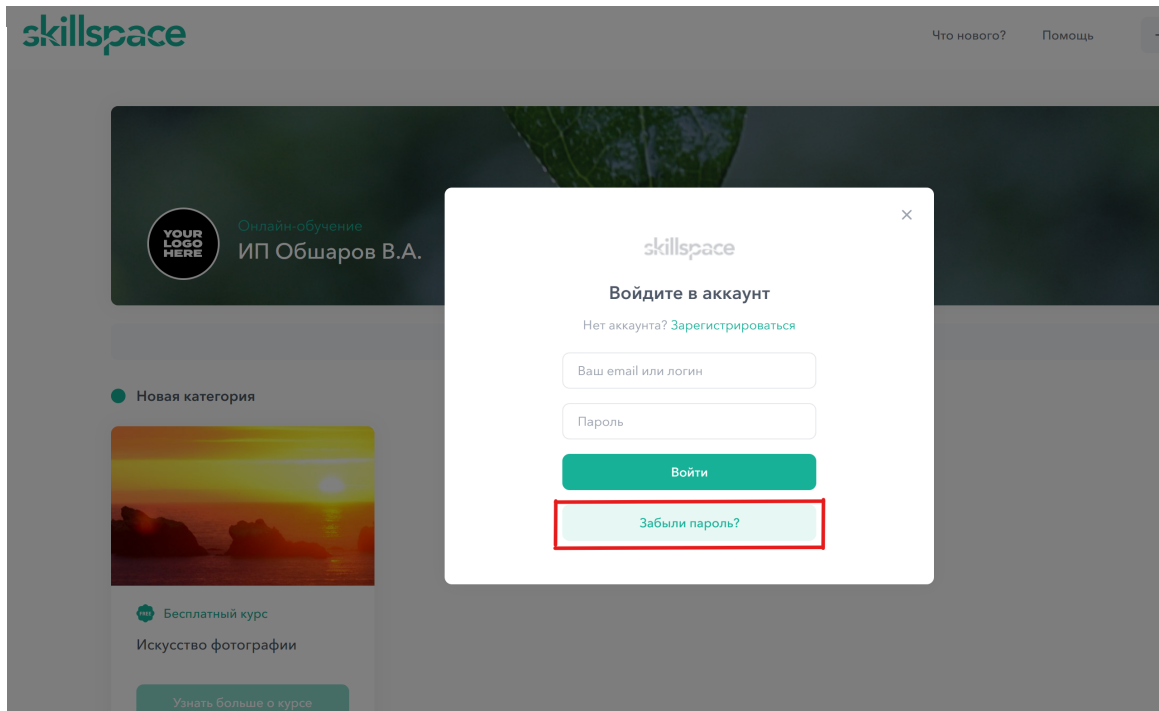 skillspace
Что нового?
Помощь
YOUR
LOGO
HERE
Онлайн-обучение
ИП Обшаров В.А.
skillspace
Войдите в аккаунт
Нет аккаунта? Зарегистрироваться
Ваш email или логин
Пароль
Войти
Забыли пароль?
Новая категория
FREE
Бесплатный курс
Искусство фотографии
Узнать больше о курсе